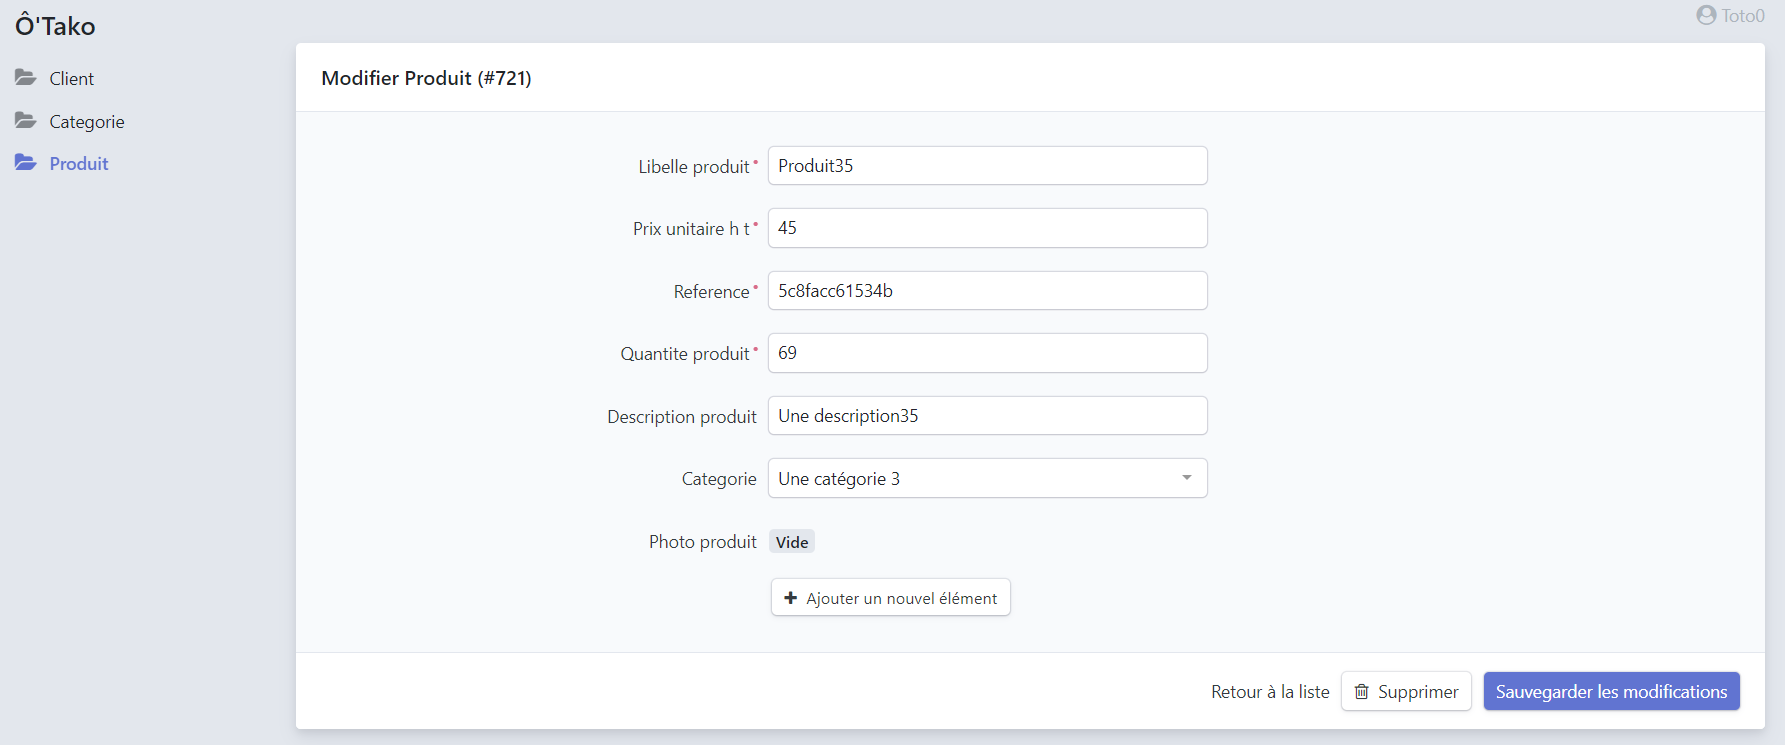 Ô'Tako
Toto0
Client
Categorie
Produit
Modifier Produit (#721)
Libelle produit* Produit35
Prix unitaire h t* 45
Reference* 5c8facc61534b
Quantite produit* 69
Description produit Une description35
Categorie Une catégorie 3
Photo produit Vide
+ Ajouter un nouvel élément
Retour à la liste Supprimer Sauvegarder les modifications